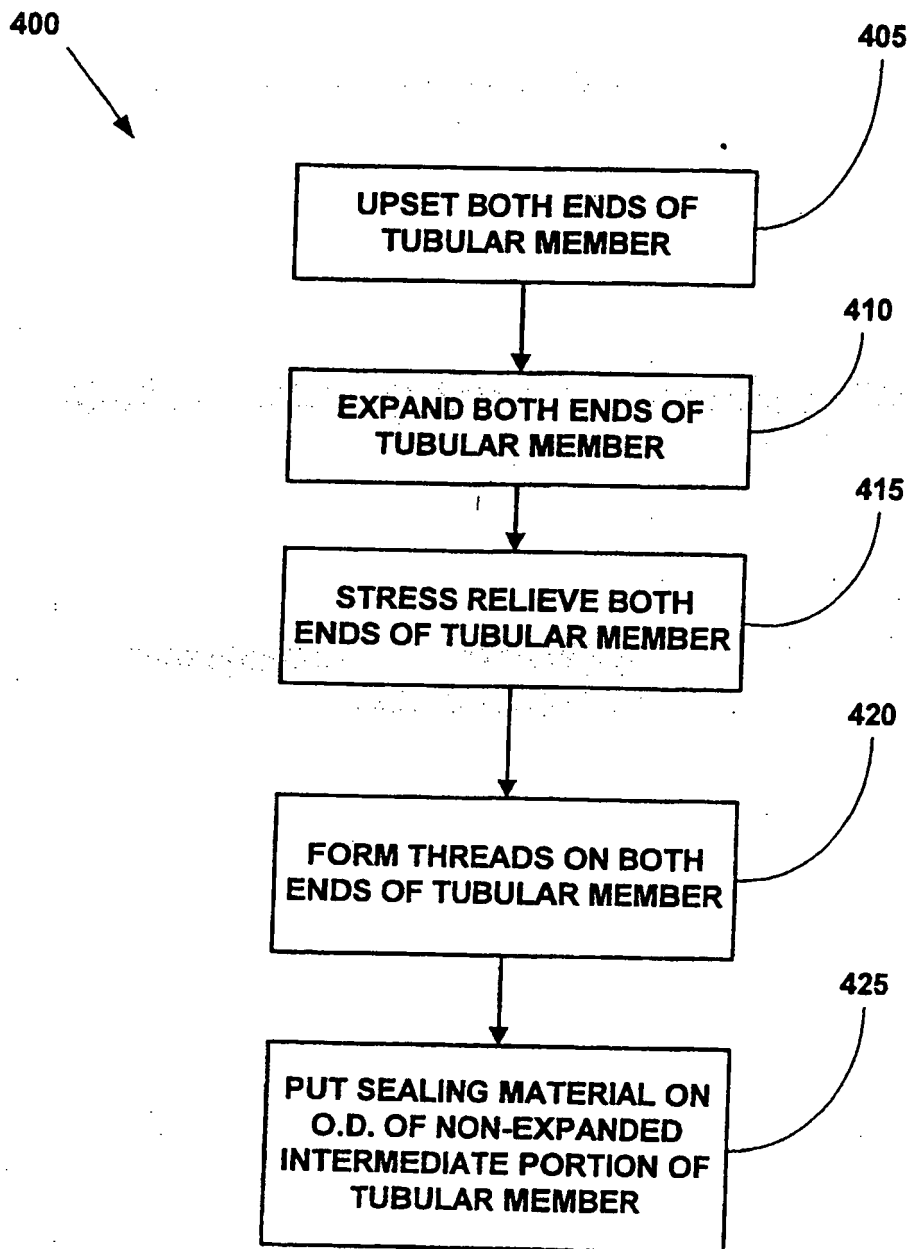 400
405
UPSET BOTH ENDS OF
TUBULAR MEMBER
410
EXPAND BOTH ENDS OF
TUBULAR MEMBER
415
STRESS RELIEVE BOTH
ENDS OF TUBULAR MEMBER
420
FORM THREADS ON BOTH
ENDS OF TUBULAR MEMBER
425
PUT SEALING MATERIAL ON
O.D. OF NON-EXPANDED
INTERMEDIATE PORTION OF
TUBULAR MEMBER